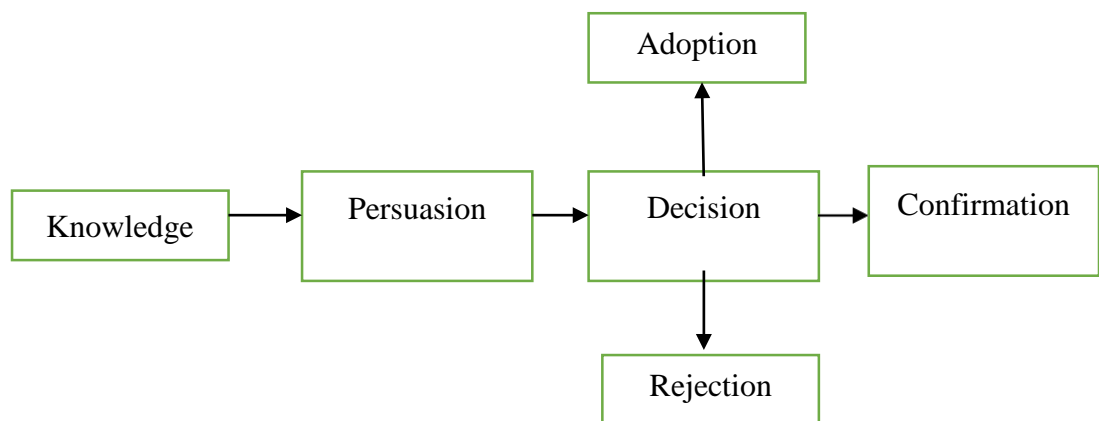 Adoption
Knowledge
Persuasion
Decision
Confirmation
Rejection